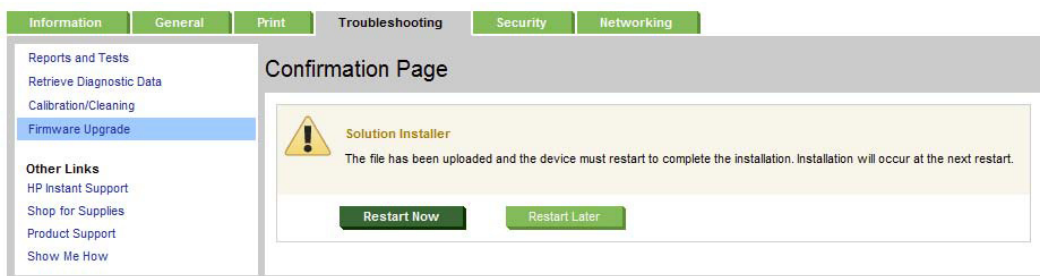 Information General Print Troubleshooting Security Networking
Reports and Tests
Retrieve Diagnostic Data
Calibration/Cleaning
Firmware Upgrade
Other Links
HP Instant Support
Shop for Supplies
Product Support
Show Me How
Confirmation Page
Solution Installer
The file has been uploaded and the device must restart to complete the installation. Installation will occur at the next restart.
Restart Now Restart Later